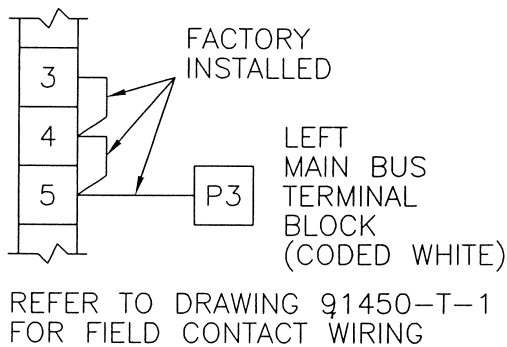 FACTORY
INSTALLED
3
4
5
P3
LEFT
MAIN BUS
TERMINAL
BLOCK
(CODED WHITE)
REFER TO DRAWING 91450-T-1
FOR FIELD CONTACT WIRING